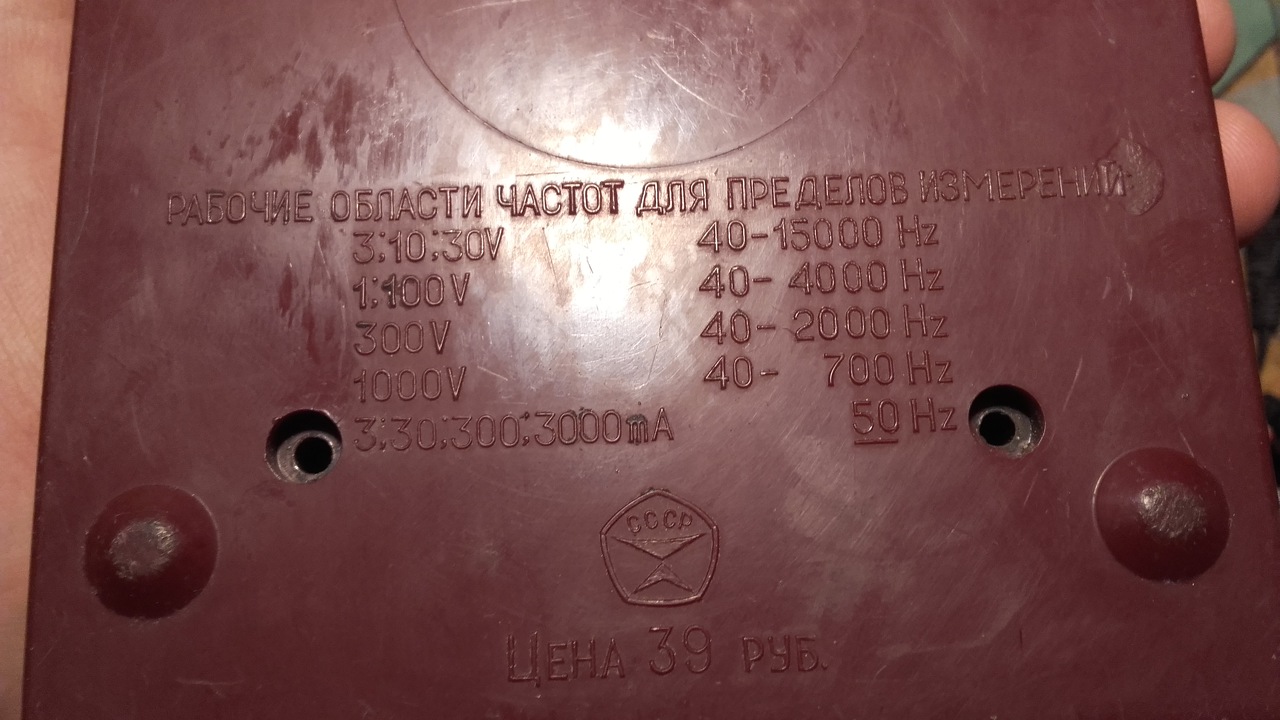 РАБОЧИЕ ОБЛАСТИ ЧАСТОТ ДЛЯ ПРЕДЕЛОВ ИЗМЕРЕНИЙ:
3;10;30V 40-15000 Hz
1;100V 40- 4000 Hz
300V 40- 2000 Hz
1000V 40- 700 Hz
3;30;300;3000mA 50 Hz
СССР
ЦЕНА 39 РУБ.